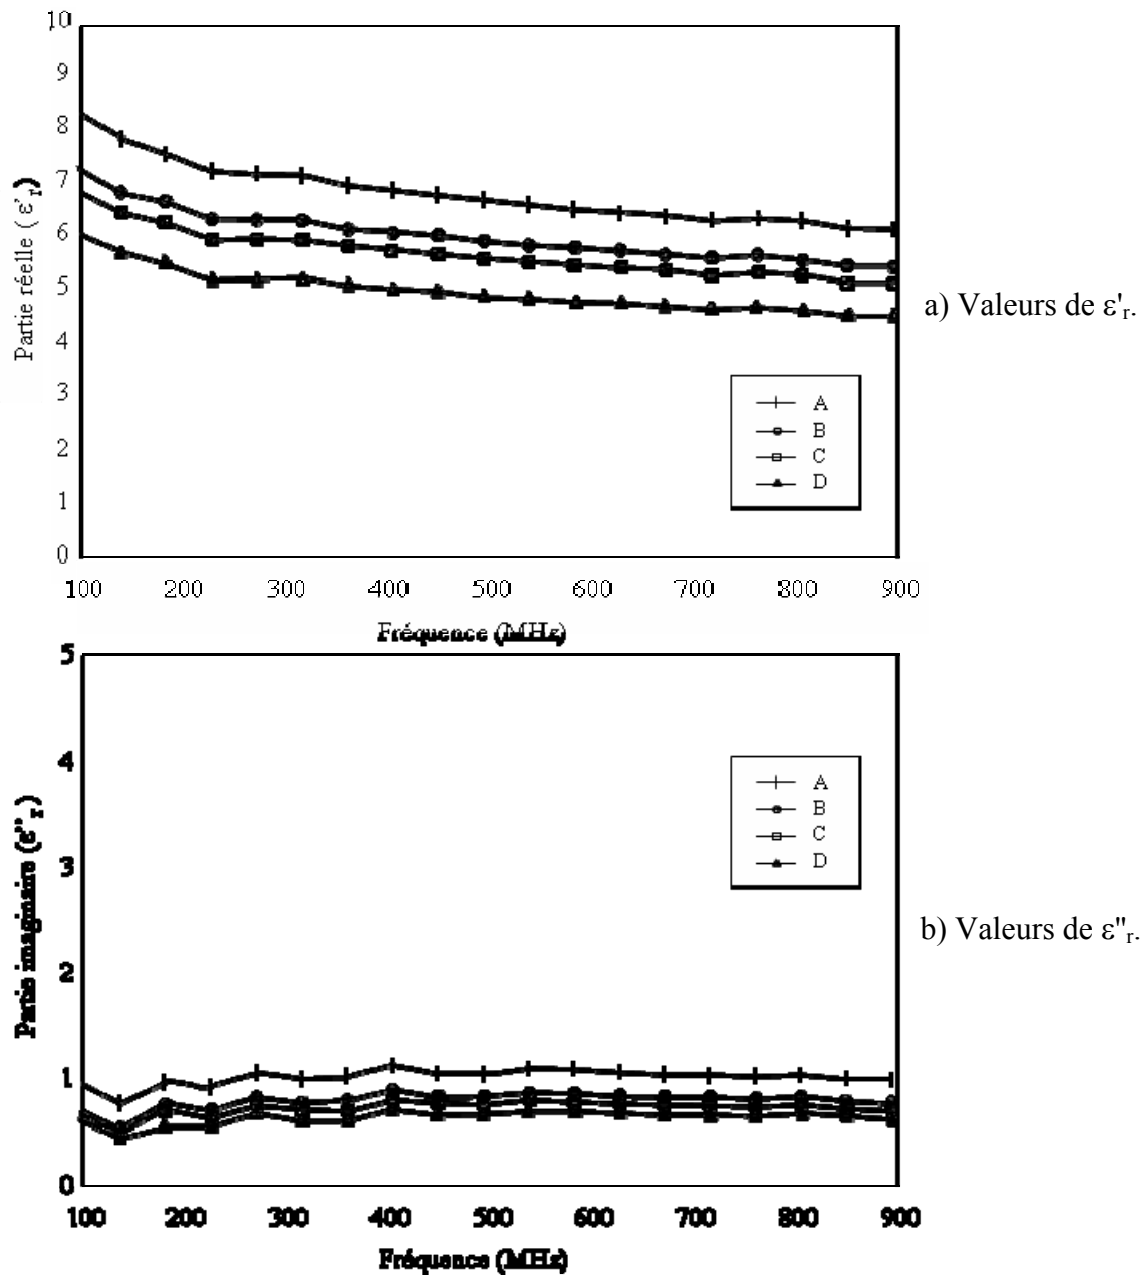 10
9
8
7
6
5
4
3
2
1
0
Partie réelle ( ε'r)
A
B
C
D
100 200 300 400 500 600 700 800 900
Fréquence (MHz)
a) Valeurs de ε'r.
5
4
3
2
1
0
Partie imaginaire (ε''r)
A
B
C
D
100 200 300 400 500 600 700 800 900
Fréquence (MHz)
b) Valeurs de ε"r.